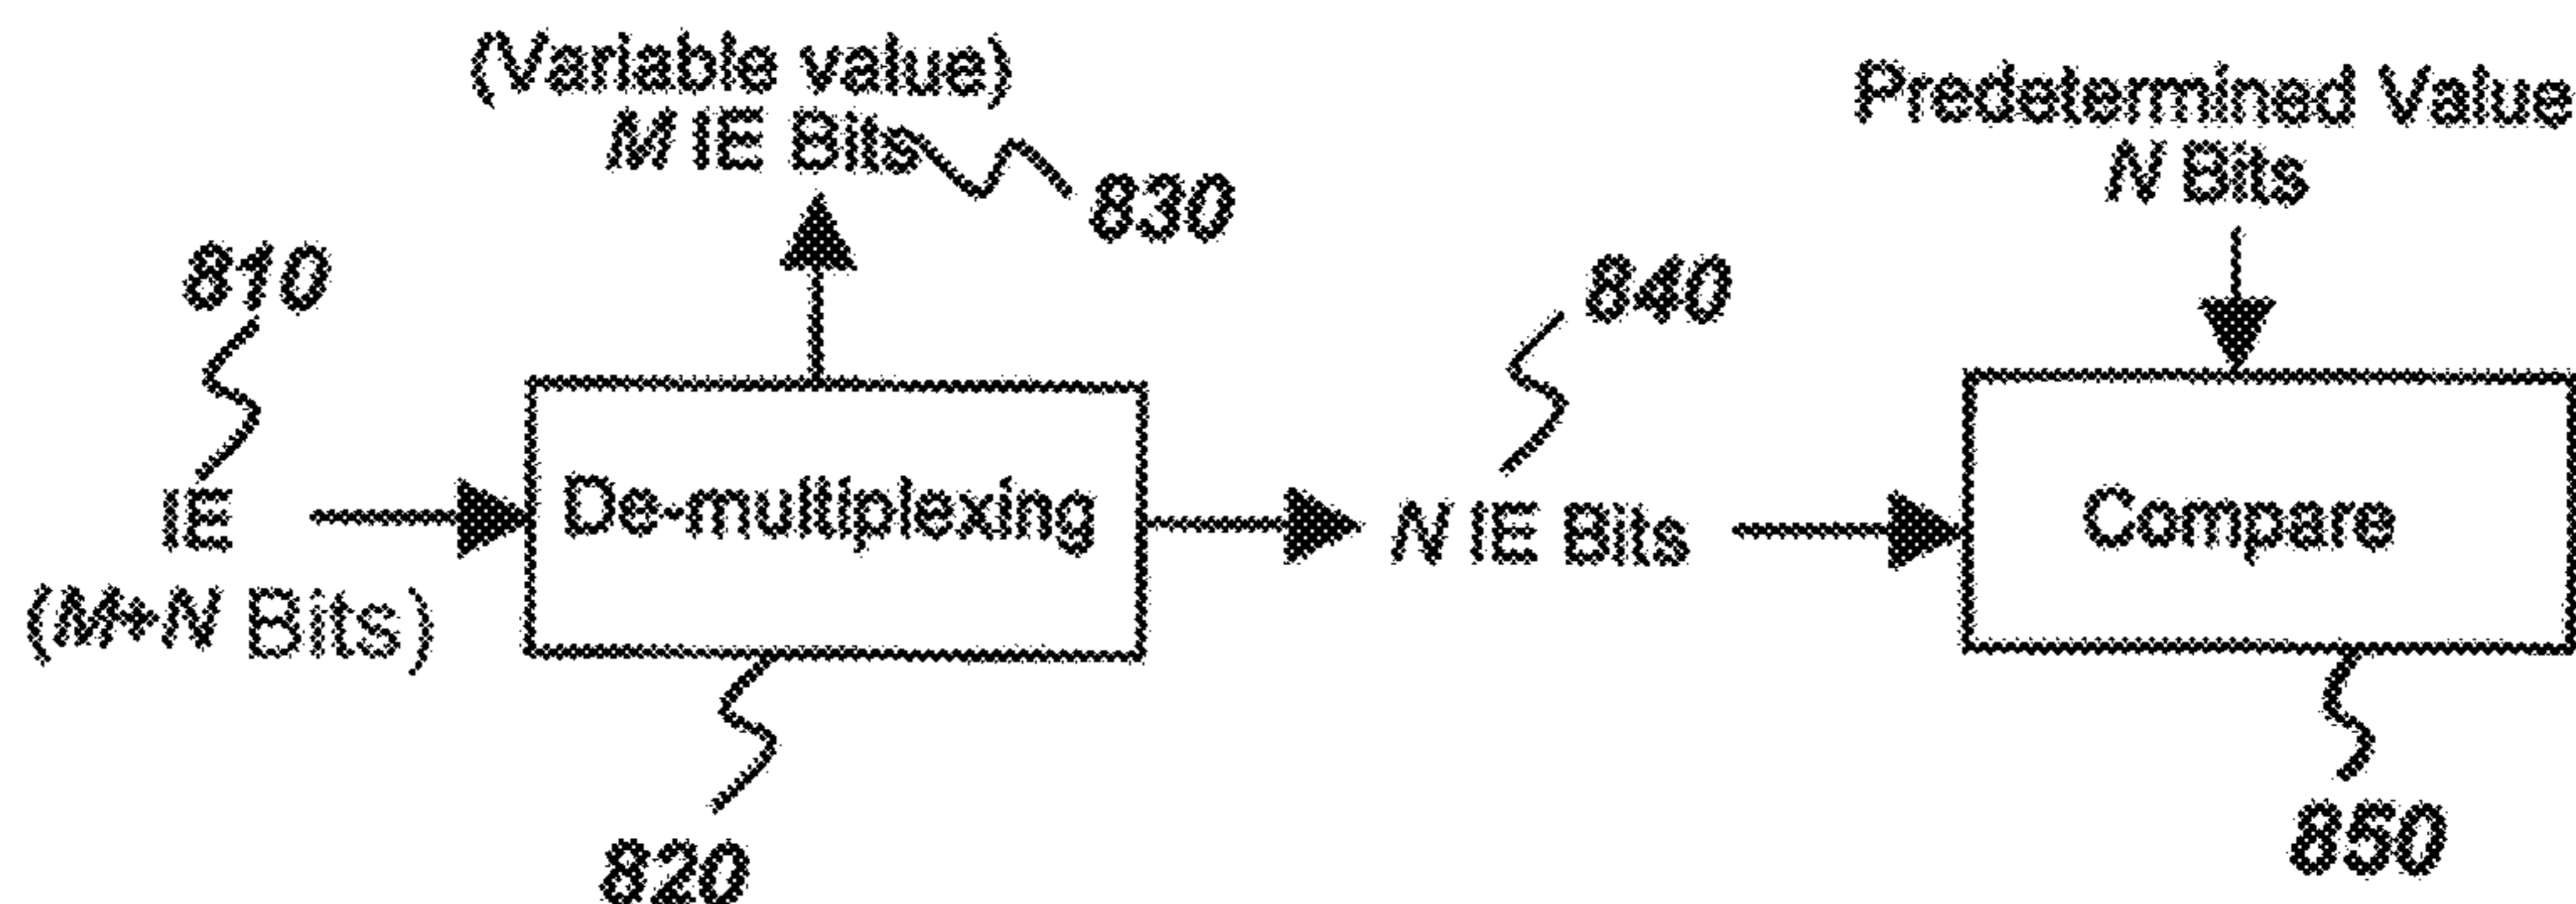 (Variable value)
M IE Bits
830
Predetermined Value
N Bits
810
840
IE
(M+N Bits)
De-multiplexing
N IE Bits
Compare
820
850